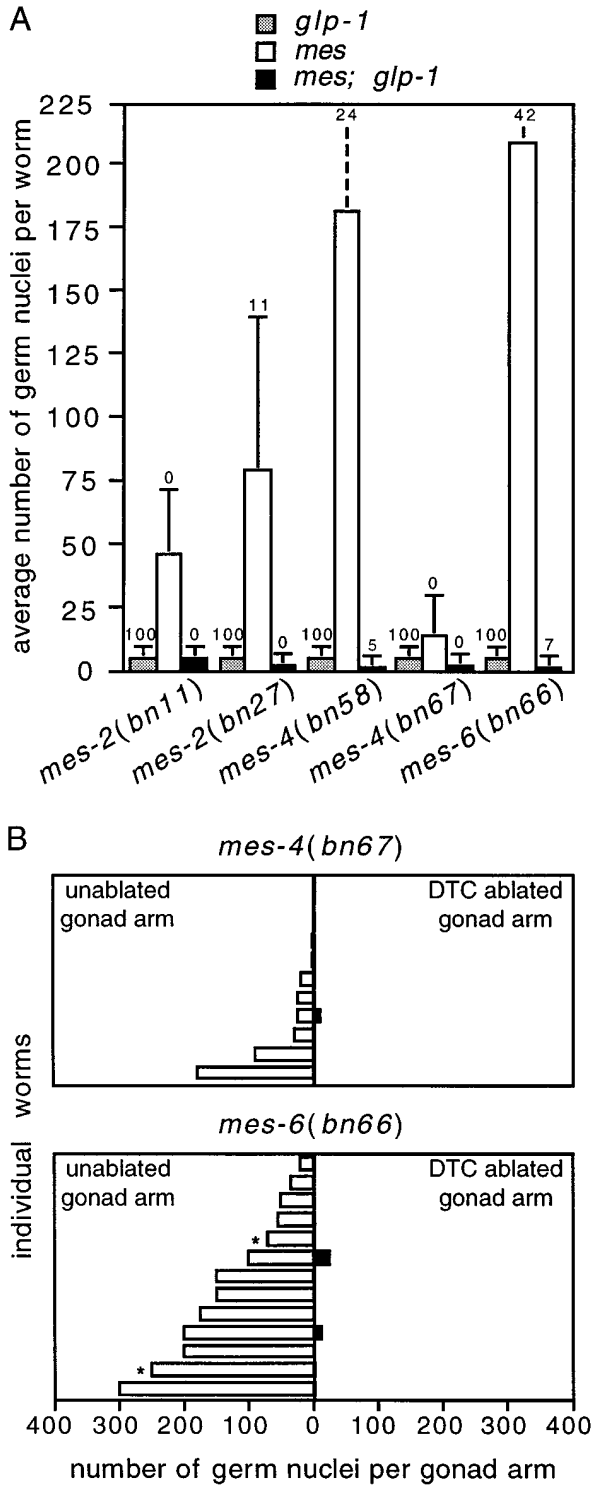 A
glp-1
mes
mes; glp-1
average number of germ nuclei per worm
225
200
175
150
125
100
75
50
25
0
100 0 0
100 11 0
100 24 5
100 0 0
100 42 7
mes-2(bn11)
mes-2(bn27)
mes-4(bn58)
mes-4(bn67)
mes-6(bn66)
B
mes-4(bn67)
unablated gonad arm
DTC ablated gonad arm
individual worms
mes-6(bn66)
unablated gonad arm
DTC ablated gonad arm
*
*
400 300 200 100 0 100 200 300 400
number of germ nuclei per gonad arm